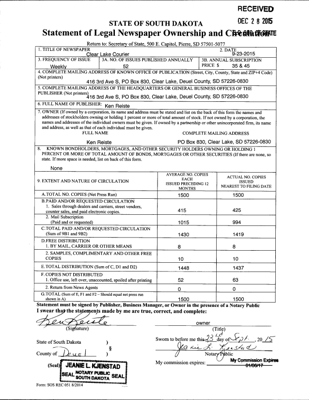 RECEIVED
DEC 28 2015
STATE OF SOUTH DAKOTA
Statement of Legal Newspaper Ownership and Circulation
Return to: Secretary of State, 500 E. Capitol, Pierre, SD 57501-5077
1. TITLE OF NEWSPAPER
Clear Lake Courier
2. DATE
9-23-2015
3. FREQUENCY OF ISSUE
Weekly
3A. NO. OF ISSUES PUBLISHED ANNUALLY
52
3B. ANNUAL SUBSCRIPTION
PRICE $ 35 & 45
4. COMPLETE MAILING ADDRESS OF KNOWN OFFICE OF PUBLICATION (Street, City, County, State and ZIP+4 Code)
(Not printers)
416 3rd Ave S, PO Box 830, Clear Lake, Deuel County, SD 57226-0830
5. COMPLETE MAILING ADDRESS OF THE HEADQUARTERS OF GENERAL BUSINESS OFFICES OF THE
PUBLISHER (Not printers)
416 3rd Ave S, PO Box 830, Clear Lake, Deuel County, SD 57226-0830
6. FULL NAME OF PUBLISHER:
Ken Reiste
7. OWNER (If owned by a corporation, its name and address must be stated and list on the back of this form the names and
addresses of stockholders owning or holding 1 percent or more of total amount of stock. If not owned by a corporation, the
names and addresses of the individual owners must be given. If owned by a partnership or other unincorporated firm, its name
and address, as well as that of each individual must be given.
FULL NAME
COMPLETE MAILING ADDRESS
Ken Reiste
PO Box 830, Clear Lake, SD 57226-0830
8. KNOWN BONDHOLDERS, MORTGAGES, AND OTHER SECURITY HOLDERS OWNING OR HOLDING 1
PERCENT OR MORE OF TOTAL AMOUNT OF BONDS, MORTGAGES OR OTHER SECURITIES (If there are none, so
state. If more space is needed, list on back of this form.
None
9. EXTENT AND NATURE OF CIRCULATION
AVERAGE NO. COPIES
EACH
ISSUED PRECEDING 12
MONTHS
ACTUAL NO. COPIES
ISSUED
NEAREST TO FILING DATE
A. TOTAL NO. COPIES (Net Press Run)
1500
1500
B. PAID AND/OR REQUESTED CIRCULATION
1. Sales through dealers and carriers, street vendors,
counter sales, and paid electronic copies.
415
425
2. Mail Subscription
(Paid and or requested)
1015
994
C. TOTAL PAID AND/OR REQUESTED CIRCULATION
(Sum of 9B1 and 9B2)
1430
1419
D. FREE DISTRIBUTION
1. BY MAIL, CARRIER OR OTHER MEANS
8
8
2. SAMPLES, COMPLIMENTARY AND OTHER FREE
COPIES
10
10
E. TOTAL DISTRIBUTION (Sum of C, D1 and D2)
1448
1437
F. COPIES NOT DISTRIBUTED
1. Office use, left over, unaccounted, spoiled after printing
52
63
2. Return from News Agents
0
0
G. TOTAL (Sum of E, F1 and F2 - Should equal net press run
shown in A)
1500
1500
Statement must be signed by Publisher, Business Manager, or Owner in the presence of a Notary Public
I swear that the statements made by me are true, correct, and complete:
Ken Reiste
(Signature)
owner
(Title)
State of South Dakota )
Sworn to before me this 23rd day of Sept 2015
County of Deuel )
Notary Public
(Seal)
JEANIE L. KJENSTAD
SEAL NOTARY PUBLIC SEAL
SOUTH DAKOTA
My commission expires:
My Commission Expires
Form: SOS REC 051 8/2014